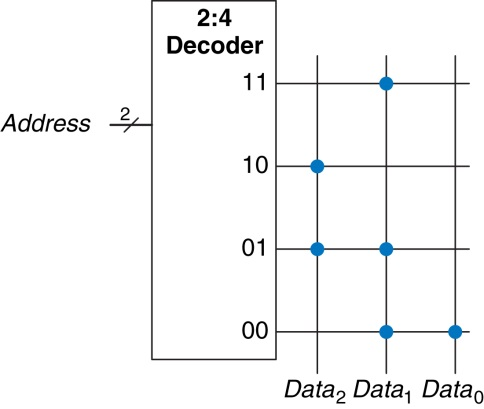 2:4
Decoder
11
Address 2
10
01
00
Data2 Data1 Data0